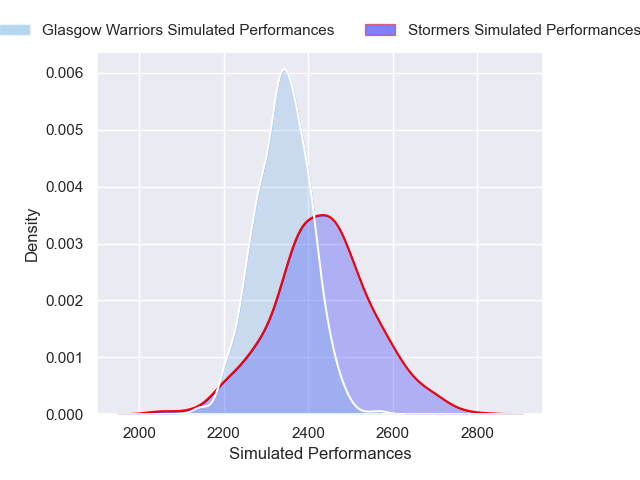 Glasgow Warriors Simulated Performances
Stormers Simulated Performances
0.006
0.005
0.004
0.003
0.002
0.001
0.000
Density
2000 2200 2400 2600 2800
Simulated Performances